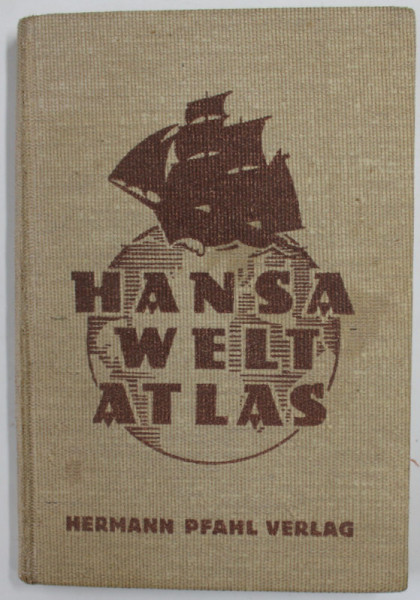 HANSA
WELT
ATLAS
HERMANN PFAHL VERLAG